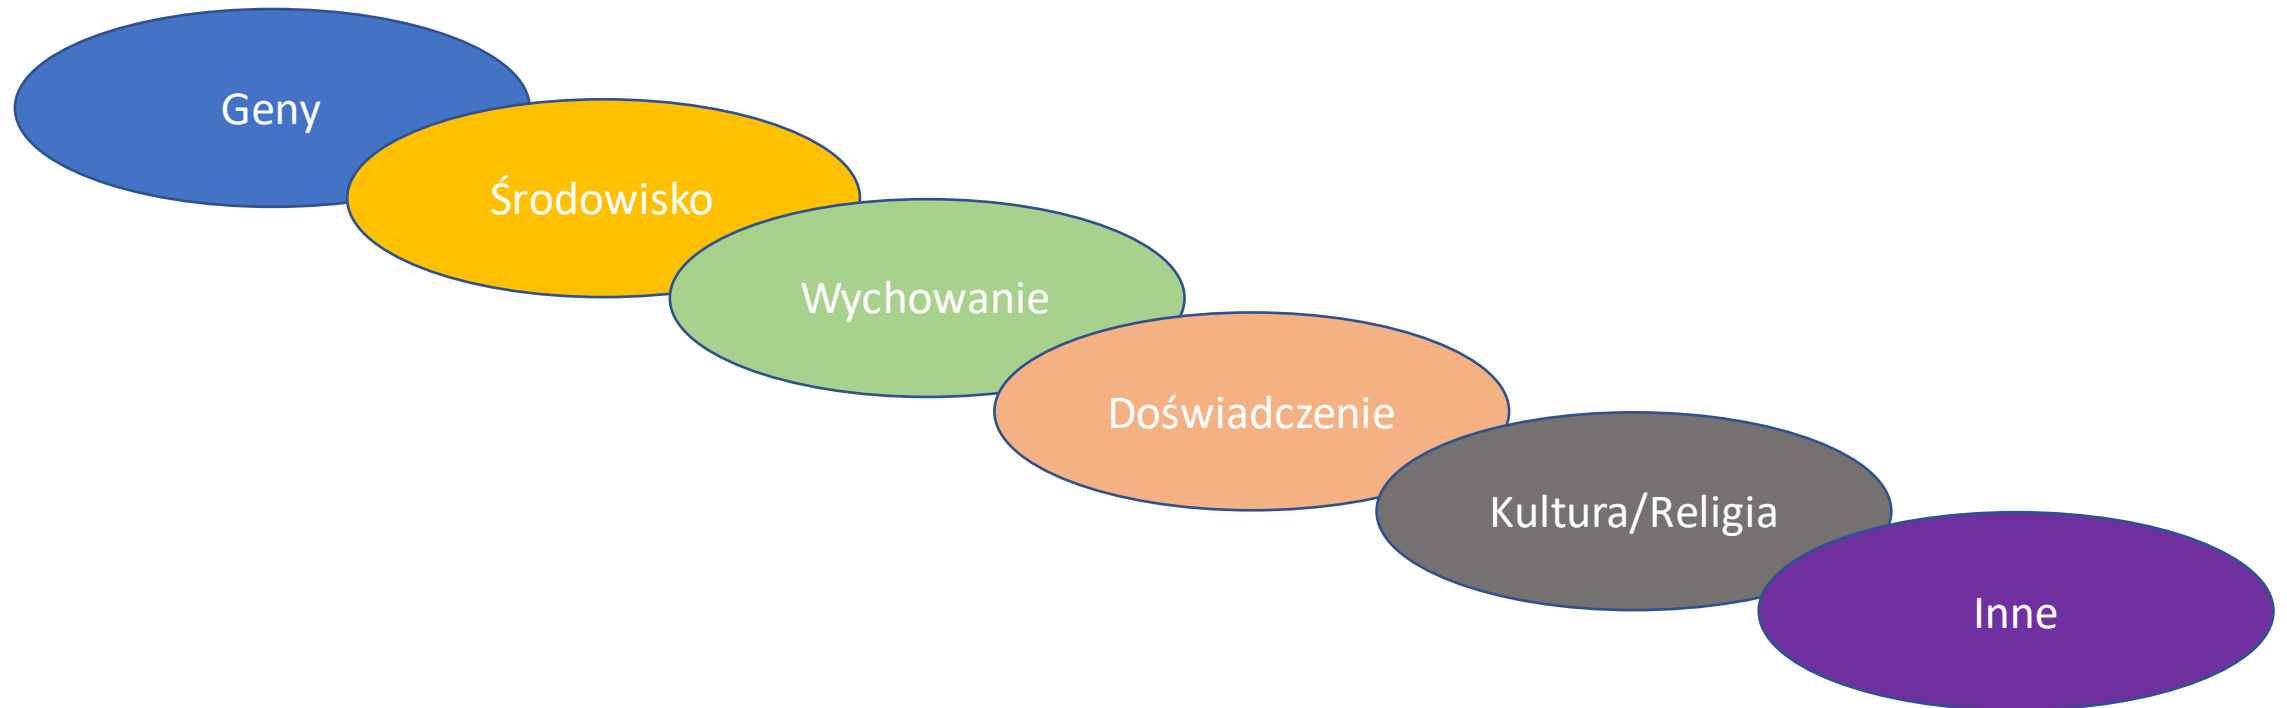 Geny
Środowisko
Wychowanie
Doświadczenie
Kultura/Religia
Inne